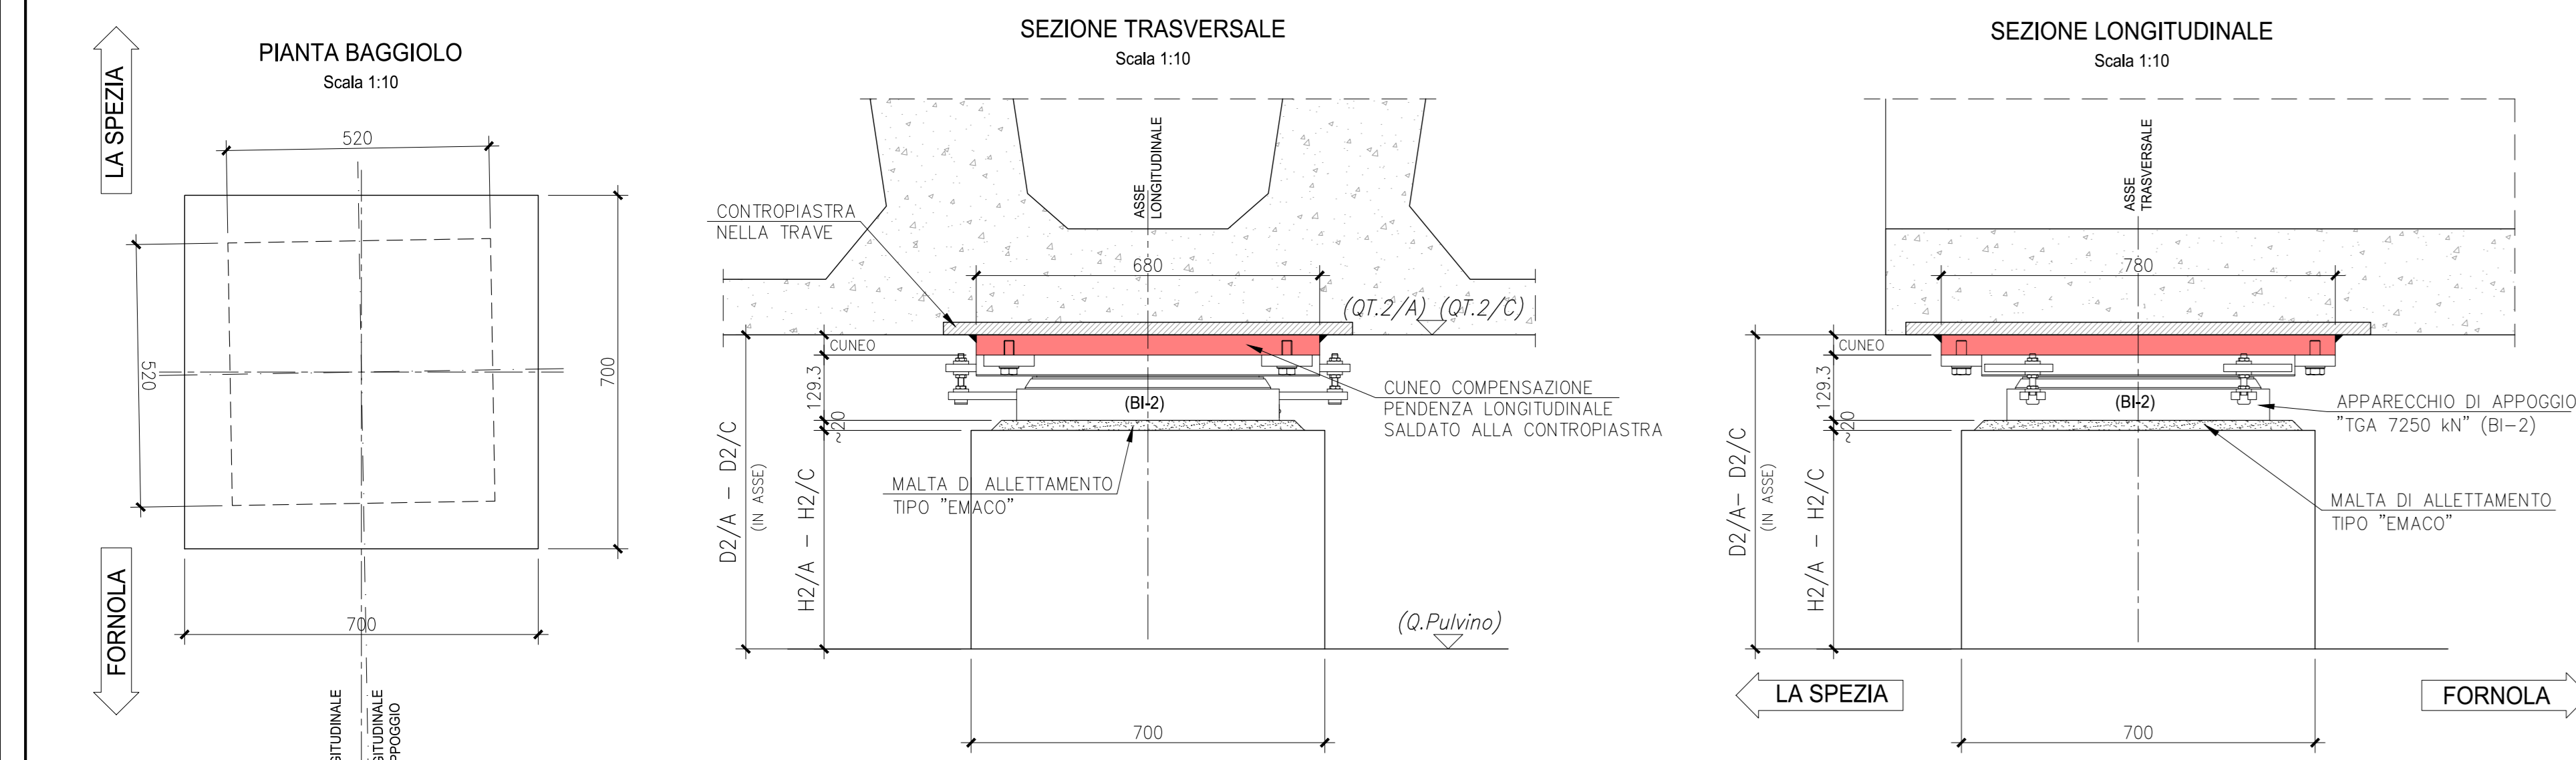 PIANTA BAGGIOLO
Scala 1:10
LA SPEZIA
520
520
700
700
FORNOLA
SEZIONE TRASVERSALE
Scala 1:10
ASSE
LONGITUDINALE
CONTROPIASTRA
NELLA TRAVE
680
(QT.2/A) (QT.2/C)
CUNEO
129.3
~20
(BI-2)
CUNEO COMPENSAZIONE
PENDENZA LONGITUDINALE
SALDATO ALLA CONTROPIASTRA
MALTA DI ALLETTAMENTO
TIPO "EMACO"
D2/A - D2/C
(IN ASSE)
H2/A - H2/C
(Q.Pulvino)
700
SEZIONE LONGITUDINALE
Scala 1:10
ASSE
TRASVERSALE
780
CUNEO
129.3
~20
(BI-2)
APPARECCHIO DI APPOGGIO
"TGA 7250 kN" (BI-2)
MALTA DI ALLETTAMENTO
TIPO "EMACO"
D2/A- D2/C
(IN ASSE)
H2/A - H2/C
LA SPEZIA
FORNOLA
700